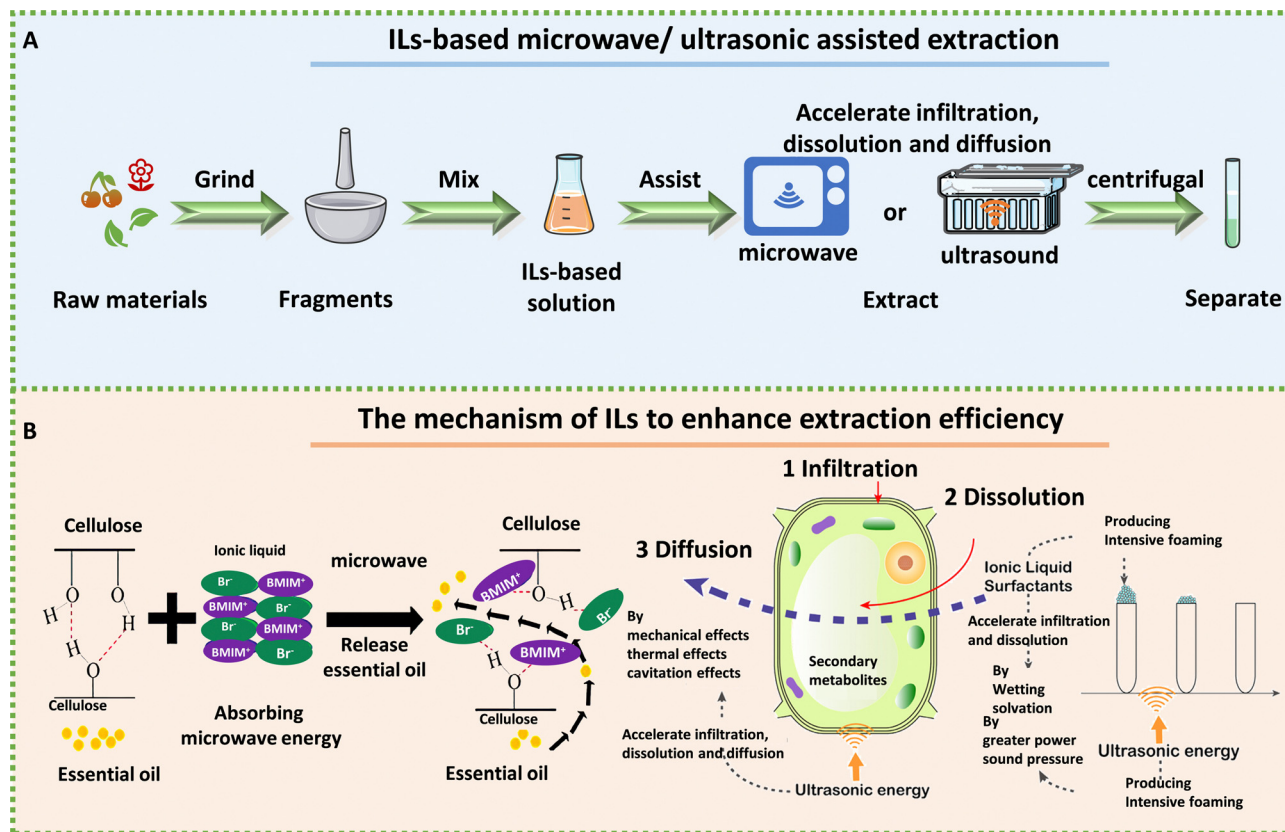 A
ILs-based microwave/ ultrasonic assisted extraction
Accelerate infiltration,
dissolution and diffusion
Grind
Mix
Assist
centrifugal
or
microwave
ultrasound
ILs-based
solution
Raw materials
Fragments
Extract
Separate
B
The mechanism of ILs to enhance extraction efficiency
Cellulose
O
O
H
H
H
H
O
Cellulose
Essential oil
Ionic liquid
Br⁻
BMIM⁺
BMIM⁺
Br⁻
Br⁻
BMIM⁺
BMIM⁺
Br⁻
Absorbing
microwave energy
microwave
Release
essential oil
Cellulose
BMIM⁺
O
H
Br⁻
Br⁻
BMIM⁺
H
H
O
Cellulose
Essential oil
1 Infiltration
2 Dissolution
3 Diffusion
By
mechanical effects
thermal effects
cavitation effects
Accelerate infiltration,
dissolution and diffusion
Secondary
metabolites
Ultrasonic energy
Ionic Liquid
Surfactants
Accelerate infiltration
and dissolution
By
Wetting
solvation
By
greater power
sound pressure
Producing
Intensive foaming
Ultrasonic energy
Producing
Intensive foaming